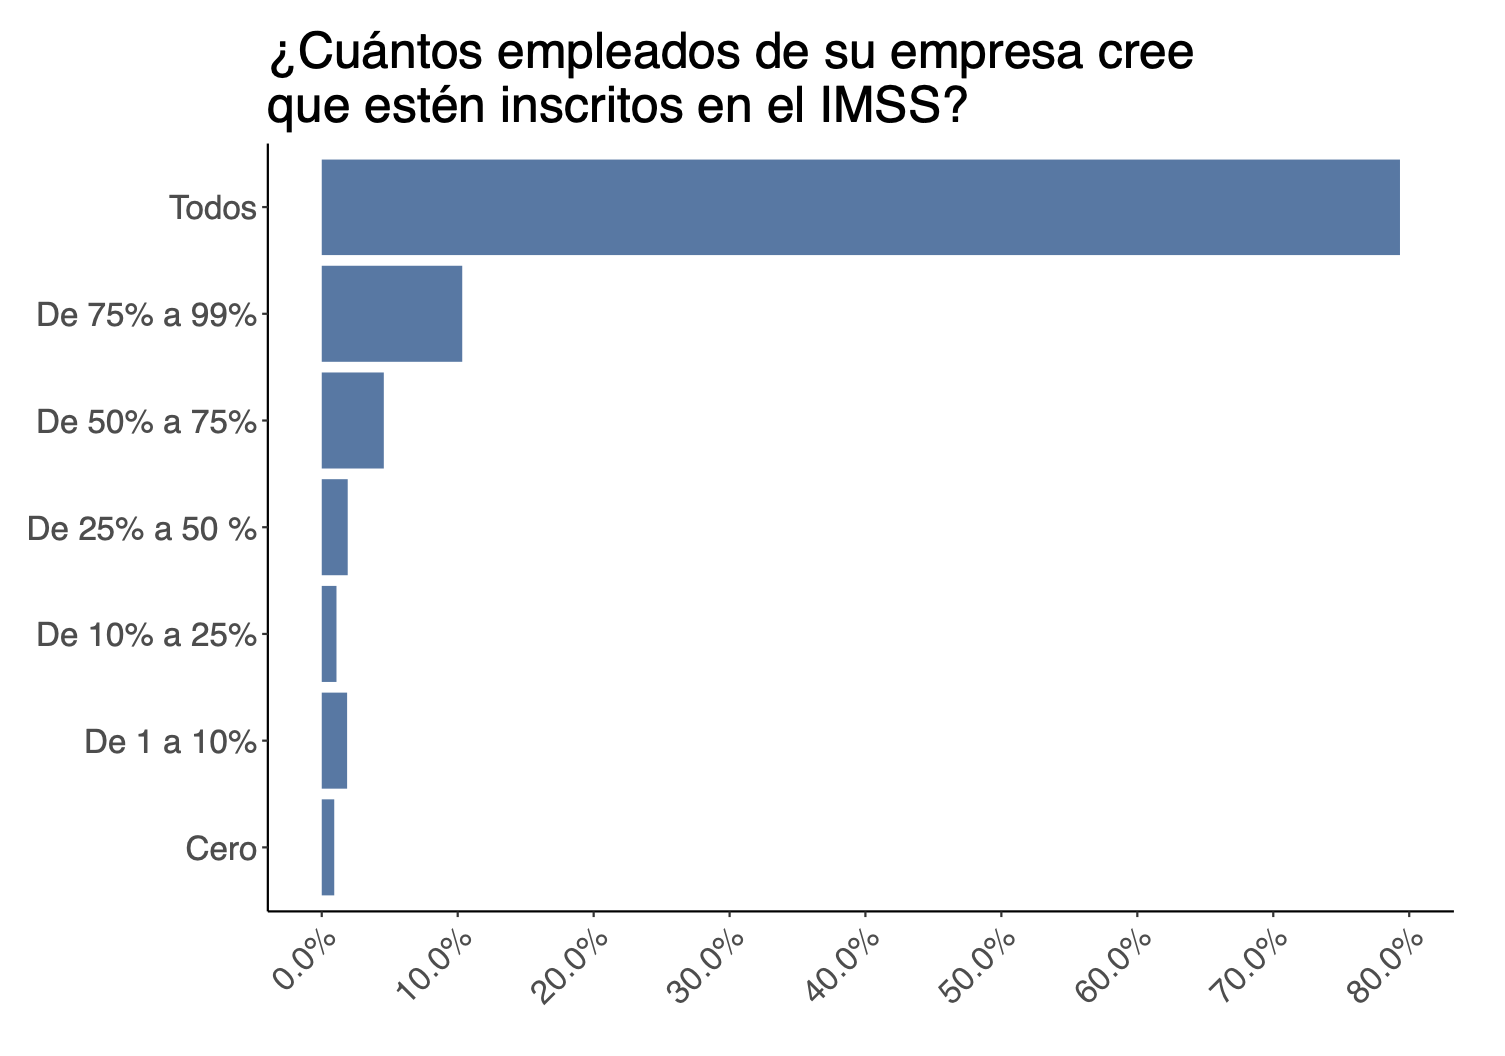 ¿Cuántos empleados de su empresa cree
que estén inscritos en el IMSS?
Todos
De 75% a 99%
De 50% a 75%
De 25% a 50 %
De 10% a 25%
De 1 a 10%
Cero
0.0%
10.0%
20.0%
30.0%
40.0%
50.0%
60.0%
70.0%
80.0%